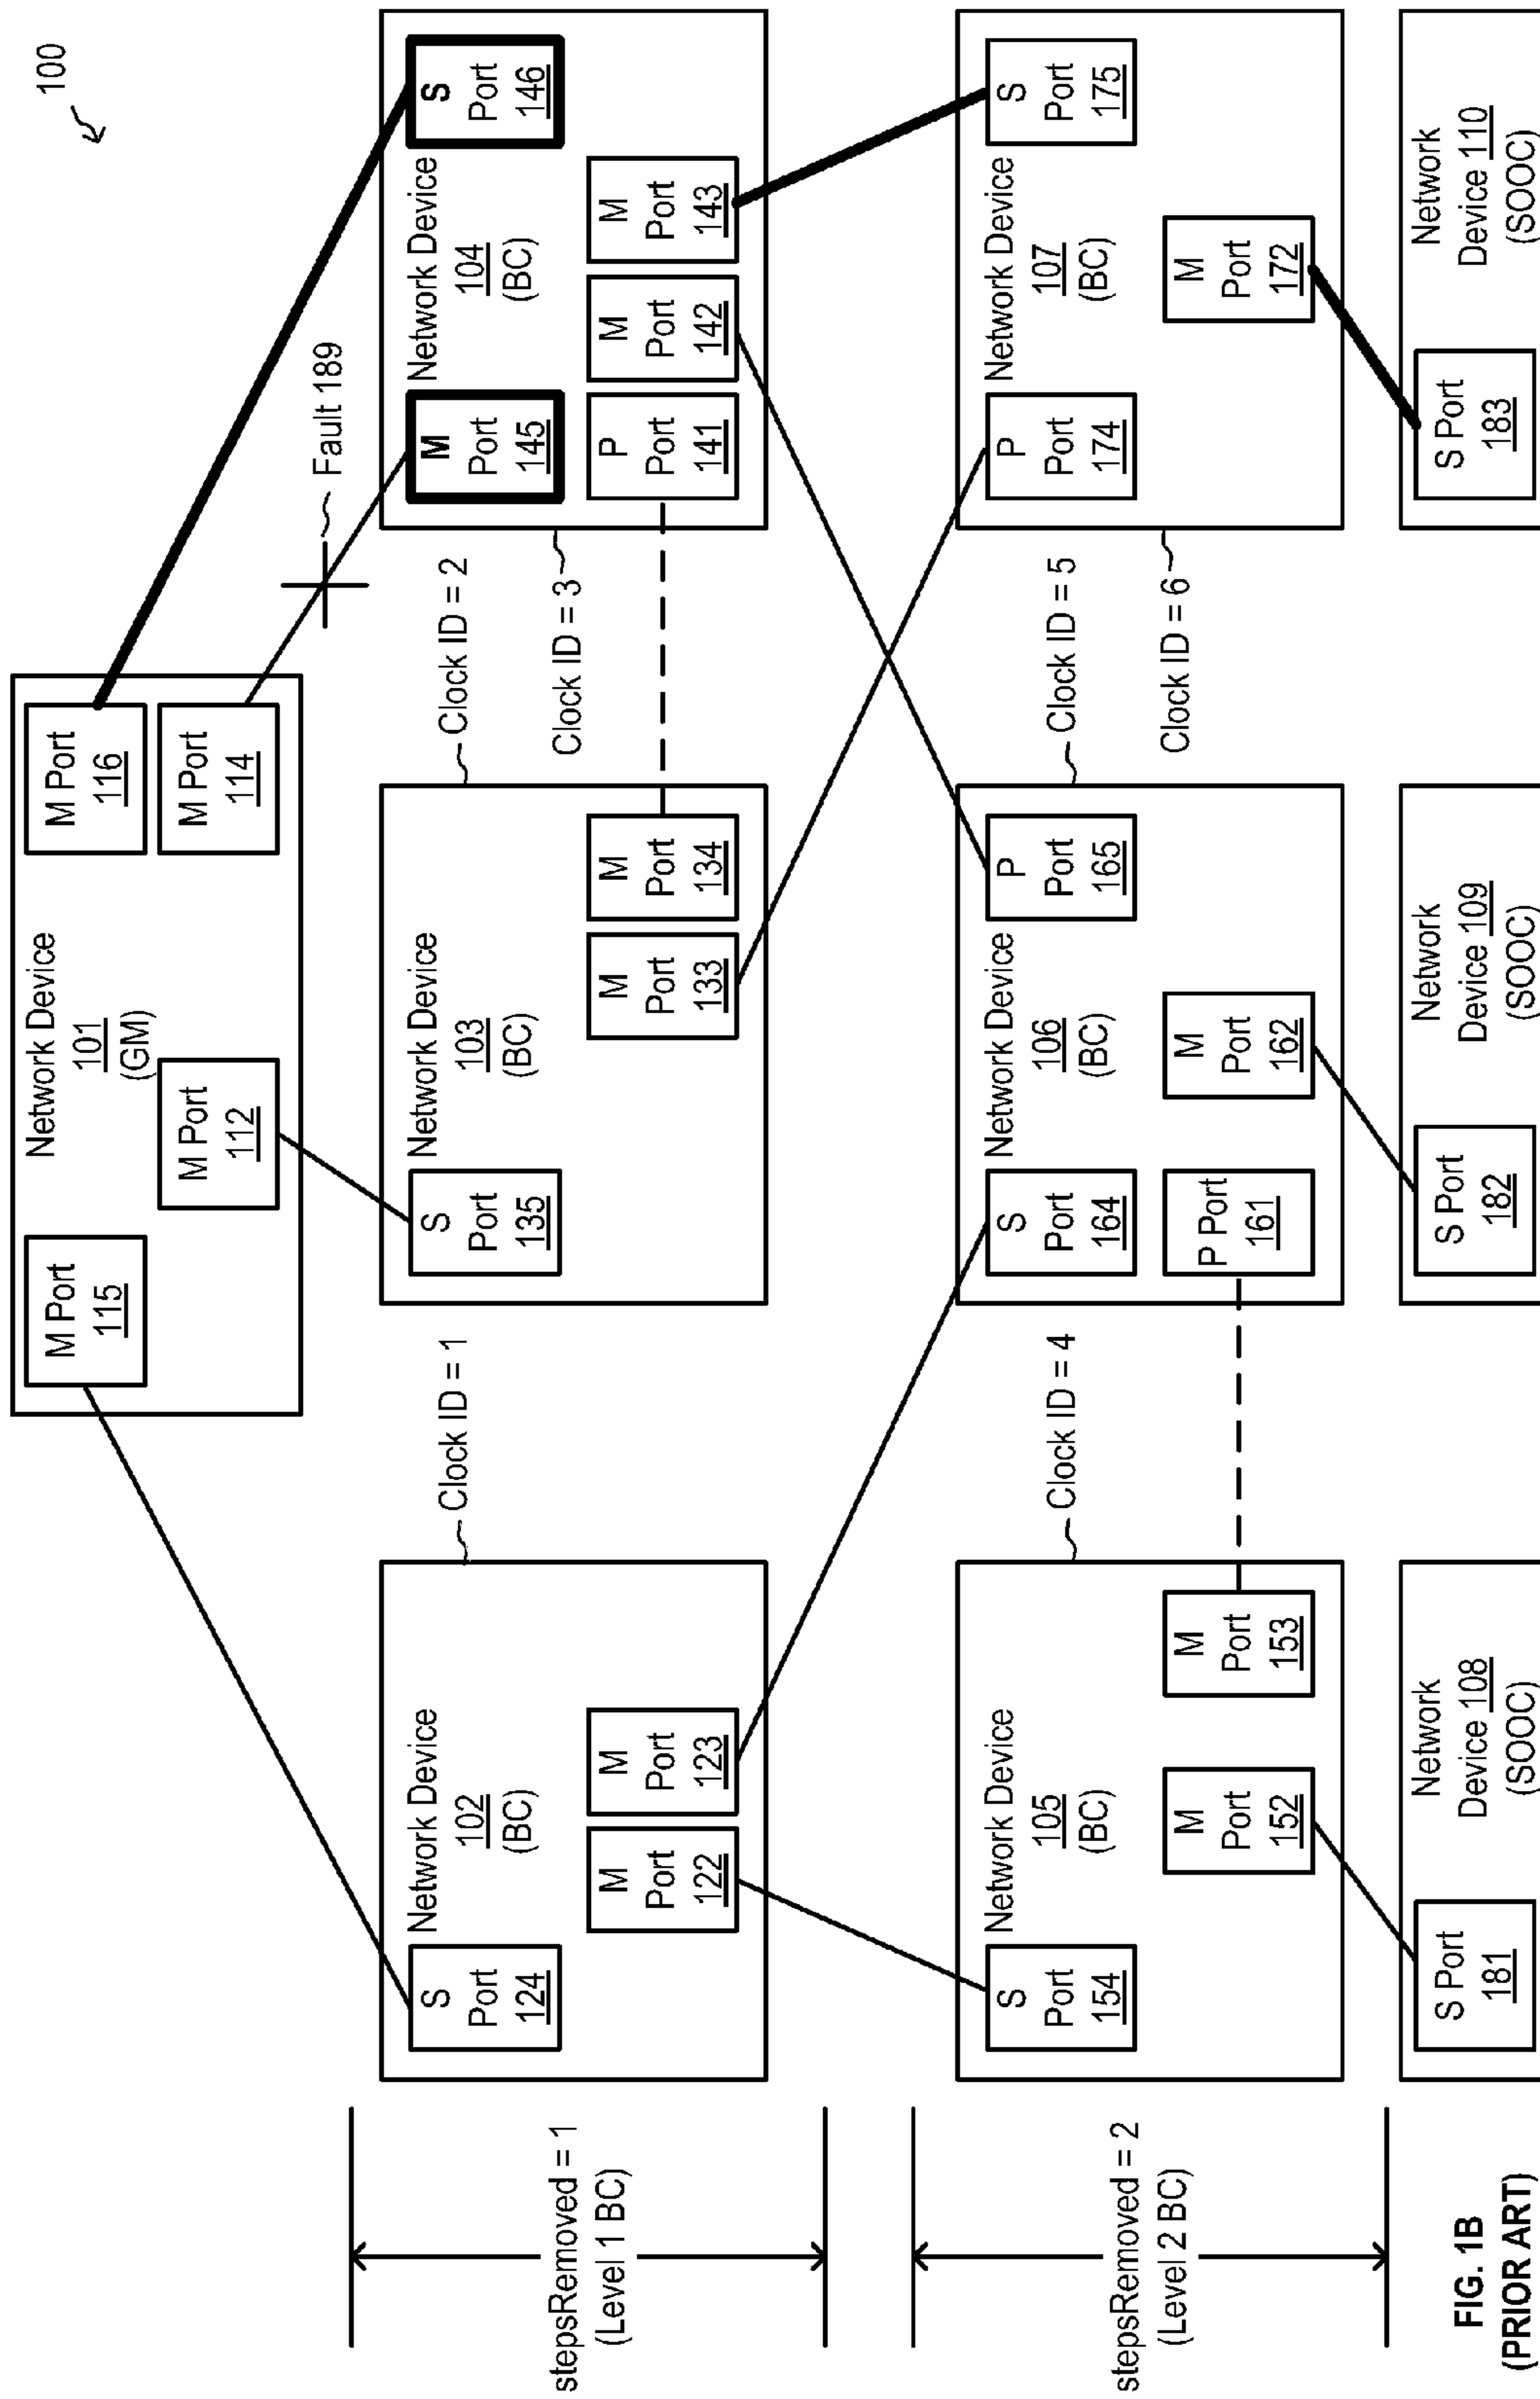 100
Network Device
101
(GM)
M Port
115
M Port
112
M Port
116
M Port
114
Fault 189
stepsRemoved = 1
(Level 1 BC)
Clock ID = 1
Network Device
102
(BC)
S
Port
124
M
Port
122
M
Port
123
Clock ID = 2
Network Device
103
(BC)
S
Port
135
M
Port
133
M
Port
134
Clock ID = 3
Network Device
104
(BC)
M
Port
145
S
Port
146
P
Port
141
M
Port
142
M
Port
143
stepsRemoved = 2
(Level 2 BC)
Clock ID = 4
Network Device
105
(BC)
S
Port
154
M
Port
152
M
Port
153
Clock ID = 5
Network Device
106
(BC)
S
Port
164
P
Port
165
P Port
161
M
Port
162
Clock ID = 6
Network Device
107
(BC)
P
Port
174
S
Port
175
M
Port
172
S Port
181
Network
Device 108
(SOOC)
S Port
182
Network
Device 109
(SOOC)
S Port
183
Network
Device 110
(SOOC)
FIG. 1B
(PRIOR ART)